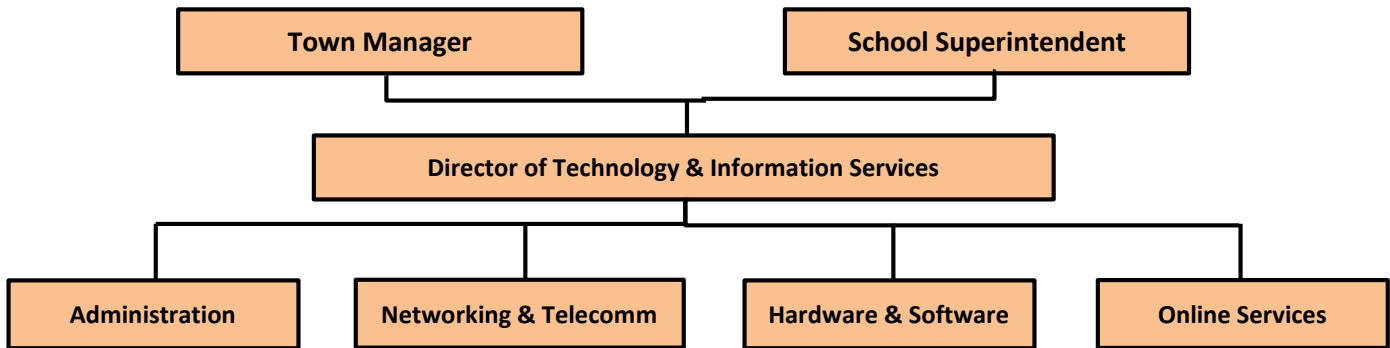 Town Manager
School Superintendent
Director of Technology & Information Services
Administration
Networking & Telecomm
Hardware & Software
Online Services